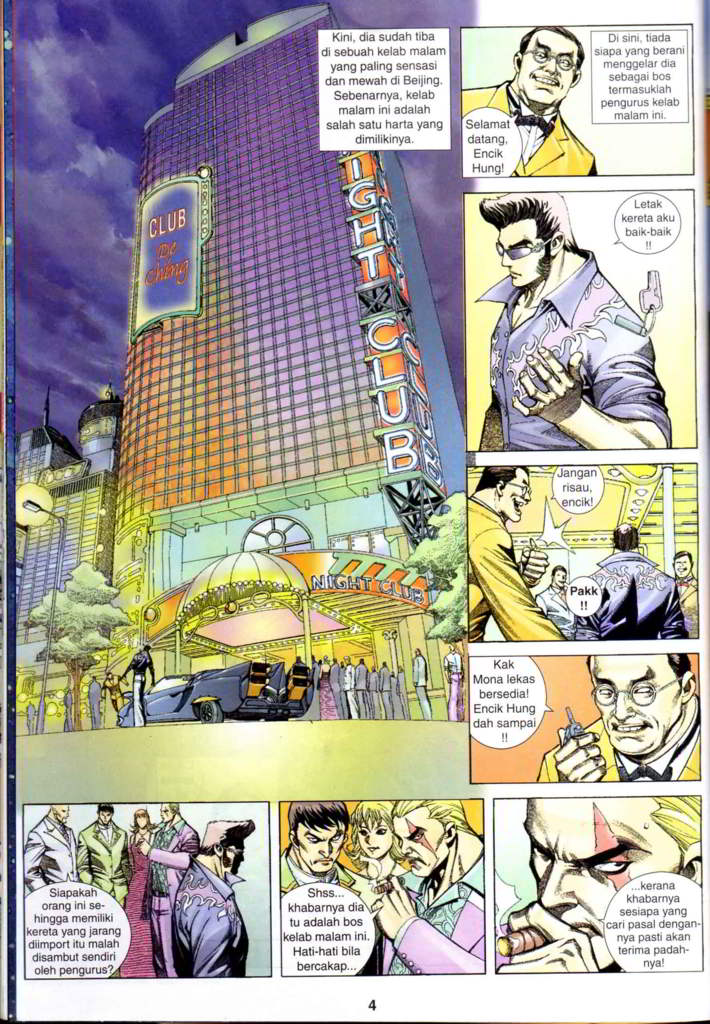 Kini, dia sudah tiba
di sebuah kelab malam
yang paling sensasi
dan mewah di Beijing.
Sebenarnya, kelab
malam ini adalah
salah satu harta yang
dimilikinya.
CLUB
De
Chéng
NIGHT CLUB
NIGHT CLUB
Di sini, tiada
siapa yang berani
menggelar dia
sebagai bos
termasuklah
pengurus kelab
malam ini.
Selamat
datang,
Encik
Hung!
Letak
kereta aku
baik-baik
!!
Jangan
risau,
encik!
Pakk
!!
Kak
Mona lekas
bersedia!
Encik Hung
dah sampai
!!
Siapakah
orang ini se-
hingga memiliki
kereta yang jarang
diimport itu malah
disambut sendiri
oleh pengurus?
Shss...
khabarnya dia
tu adalah bos
kelab malam ini.
Hati-hati bila
bercakap...
...kerana
khabarnya
sesiapa yang
cari pasal dengan-
nya pasti akan
terima padah-
nya!
4